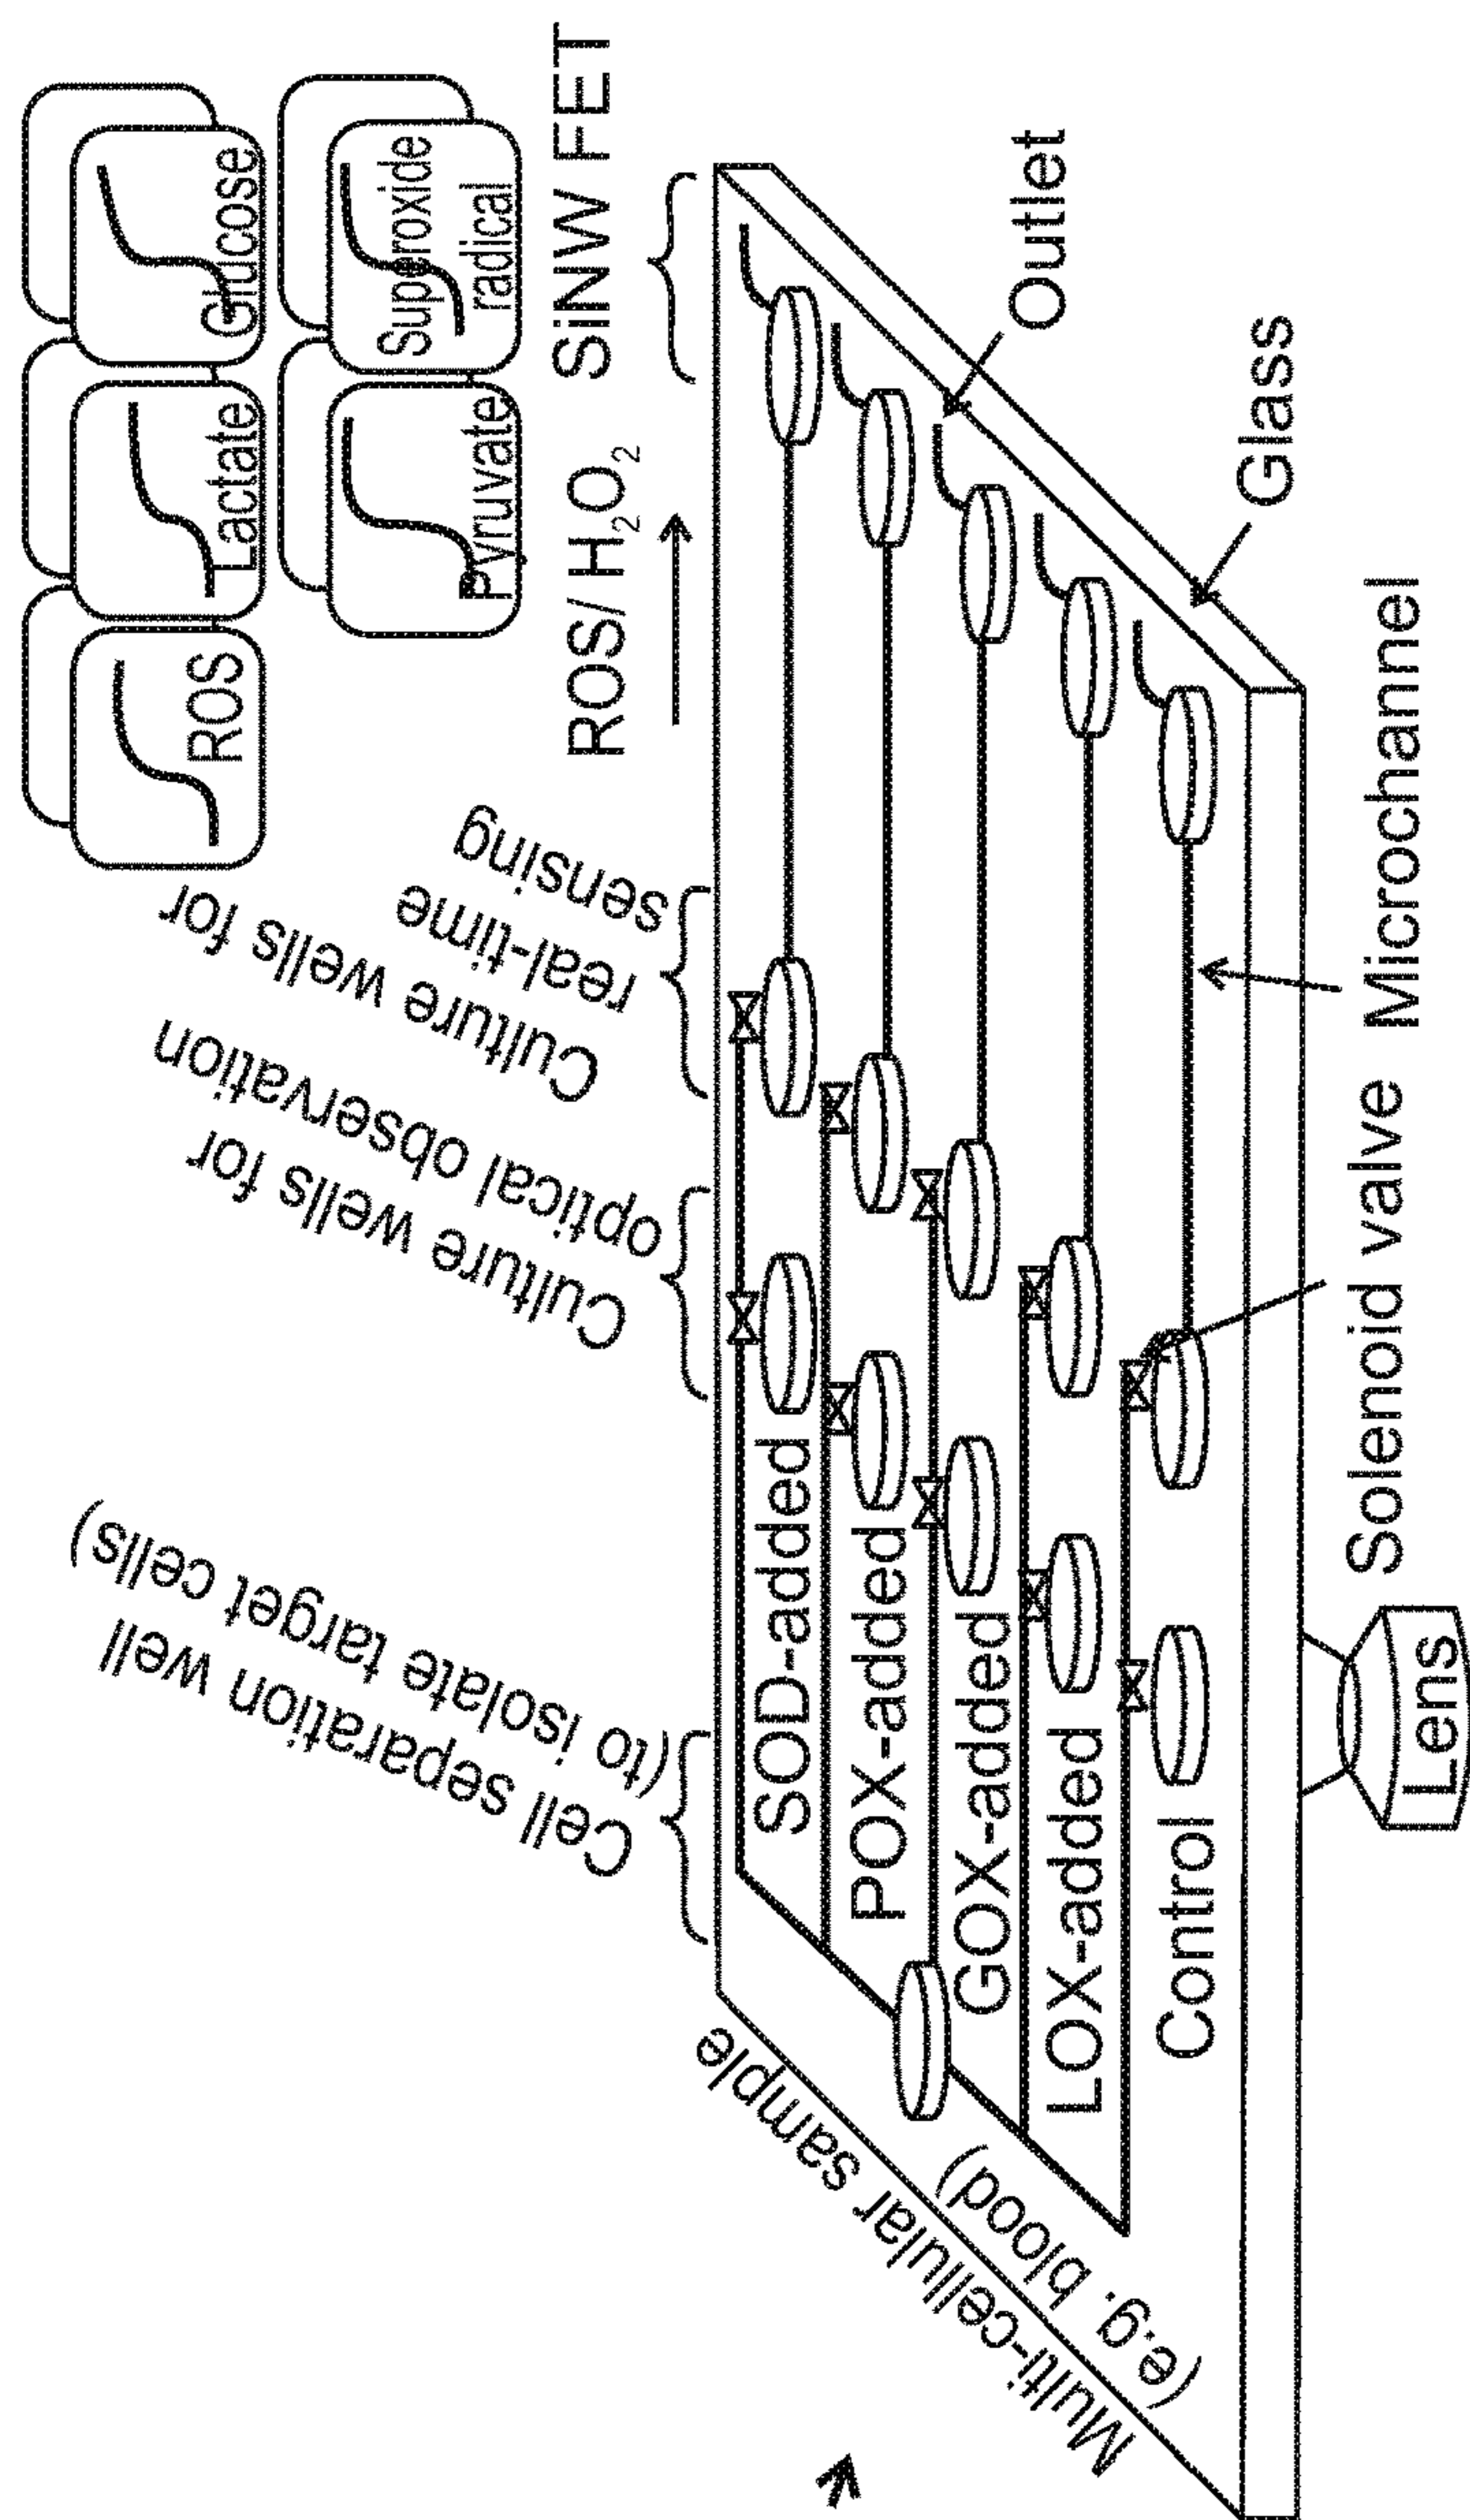 ROS
Lactate
Glucose
Pyruvate
Superoxide
radical
Cell separation well
(to isolate target cells)
Culture wells for
optical observation
Culture wells for
real-time
sensing
ROS/ H2O2
SiNW FET
Multi-cellular sample
(e.g. blood)
SOD-added
POX-added
GOX-added
LOX-added
Control
Outlet
Glass
Lens
Solenoid valve
Microchannel